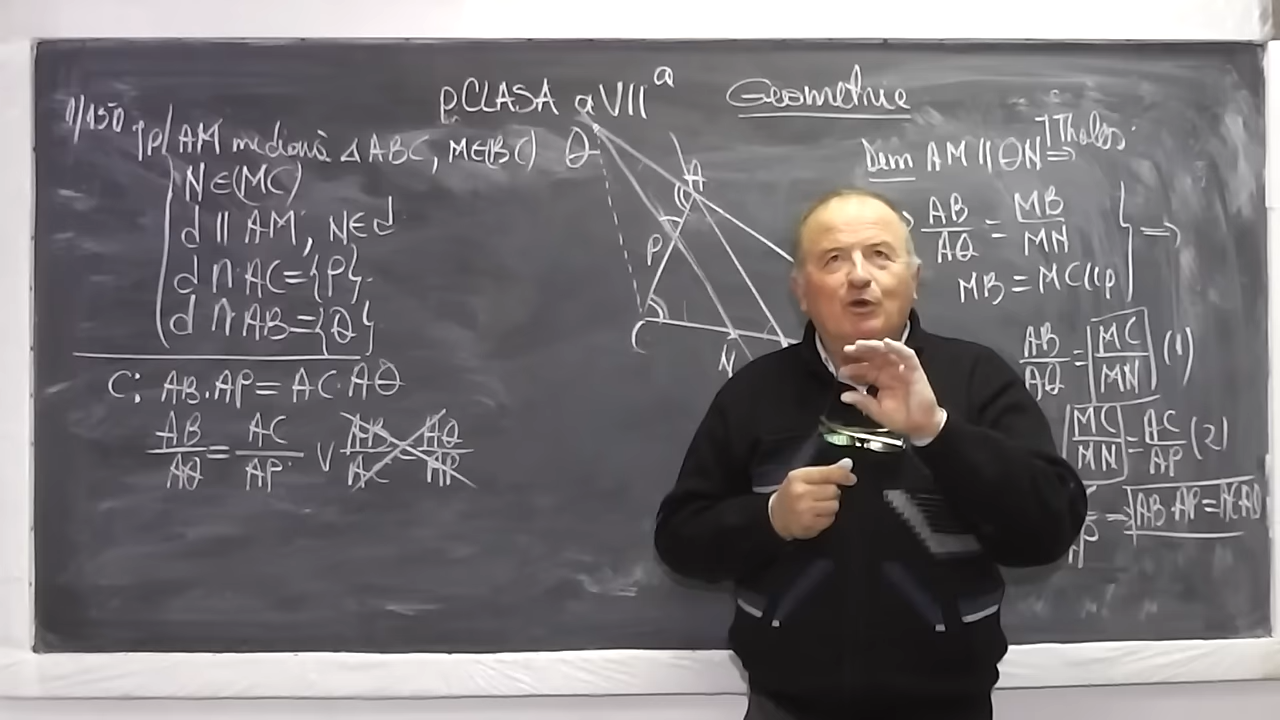 CLASA a VII a Geometrie
1/150 Ip AM mediană △ABC, M∈(BC)
N∈(MC)
d ∥ AM, N∈d
d ∩ AC={P}
d ∩ AB={Q}
C: AB·AP=AC·AQ
AB/AQ = AC/AP ∨ AB/AC AQ/AP
Q
A
P
C
N
Dem AM ∥ QN ⇒ T Thales
AB/AQ = MB/MN
MB = MC (ip ⇒
AB/AQ = MC/MN (1)
MC/MN = AC/AP (2)
AP ⇒ AB·AP=AC·AQ